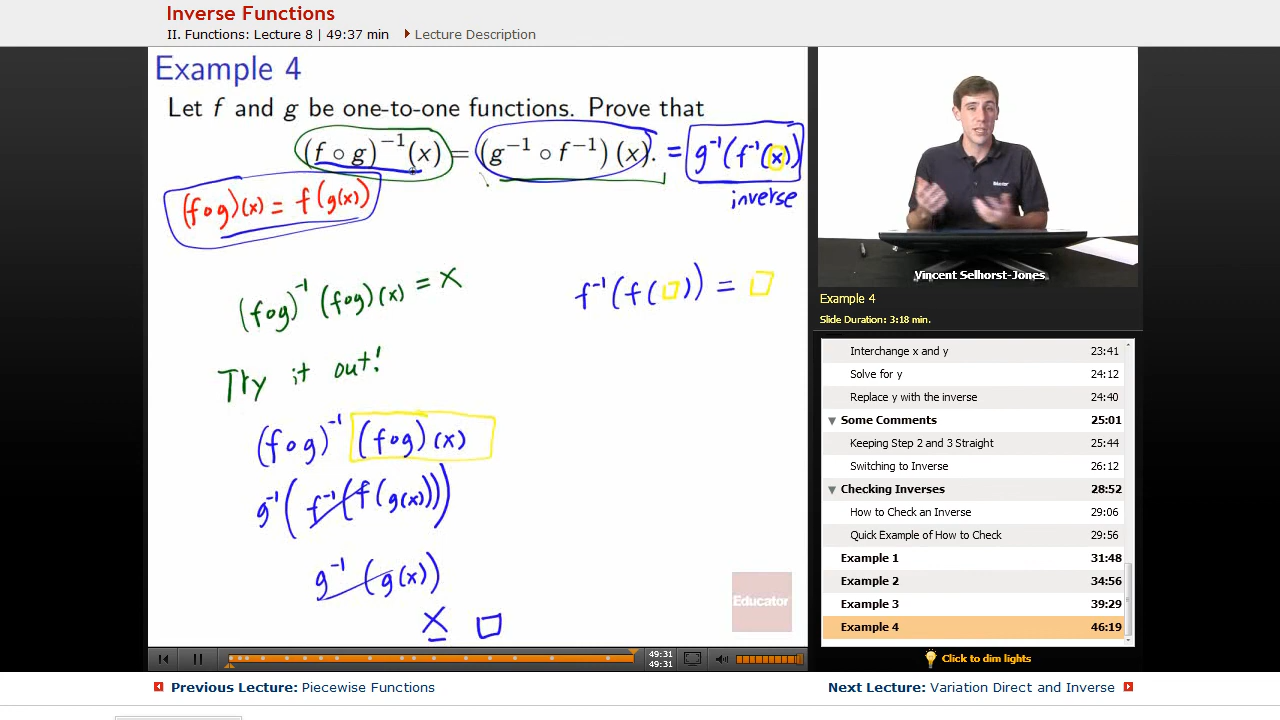 Inverse Functions
II. Functions: Lecture 8 | 49:37 min Lecture Description
Example 4
Let f and g be one-to-one functions. Prove that
(f ∘ g)⁻¹(x) = (g⁻¹ ∘ f⁻¹)(x). = g⁻¹(f⁻¹(x))
inverse
(f∘g)(x) = f(g(x))
(f∘g)⁻¹(f∘g)(x) = x
f⁻¹(f(□)) = □
Try it out!
(f∘g)⁻¹(f∘g)(x)
g⁻¹(f⁻¹(f(g(x))))
g⁻¹(g(x))
x □
Educator
Educator
Vincent Selhorst-Jones
Example 4
Slide Duration: 3:18 min.
Interchange x and y 23:41
Solve for y 24:12
Replace y with the inverse 24:40
Some Comments 25:01
Keeping Step 2 and 3 Straight 25:44
Switching to Inverse 26:12
Checking Inverses 28:52
How to Check an Inverse 29:06
Quick Example of How to Check 29:56
Example 1 31:48
Example 2 34:56
Example 3 39:29
Example 4 46:19
49:31
49:31
Click to dim lights
Previous Lecture: Piecewise Functions
Next Lecture: Variation Direct and Inverse